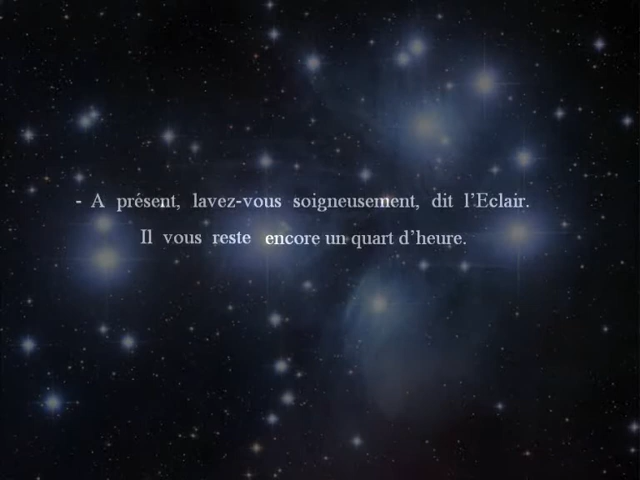 - A présent, lavez-vous soigneusement, dit l’Eclair.
Il vous reste encore un quart d’heure.